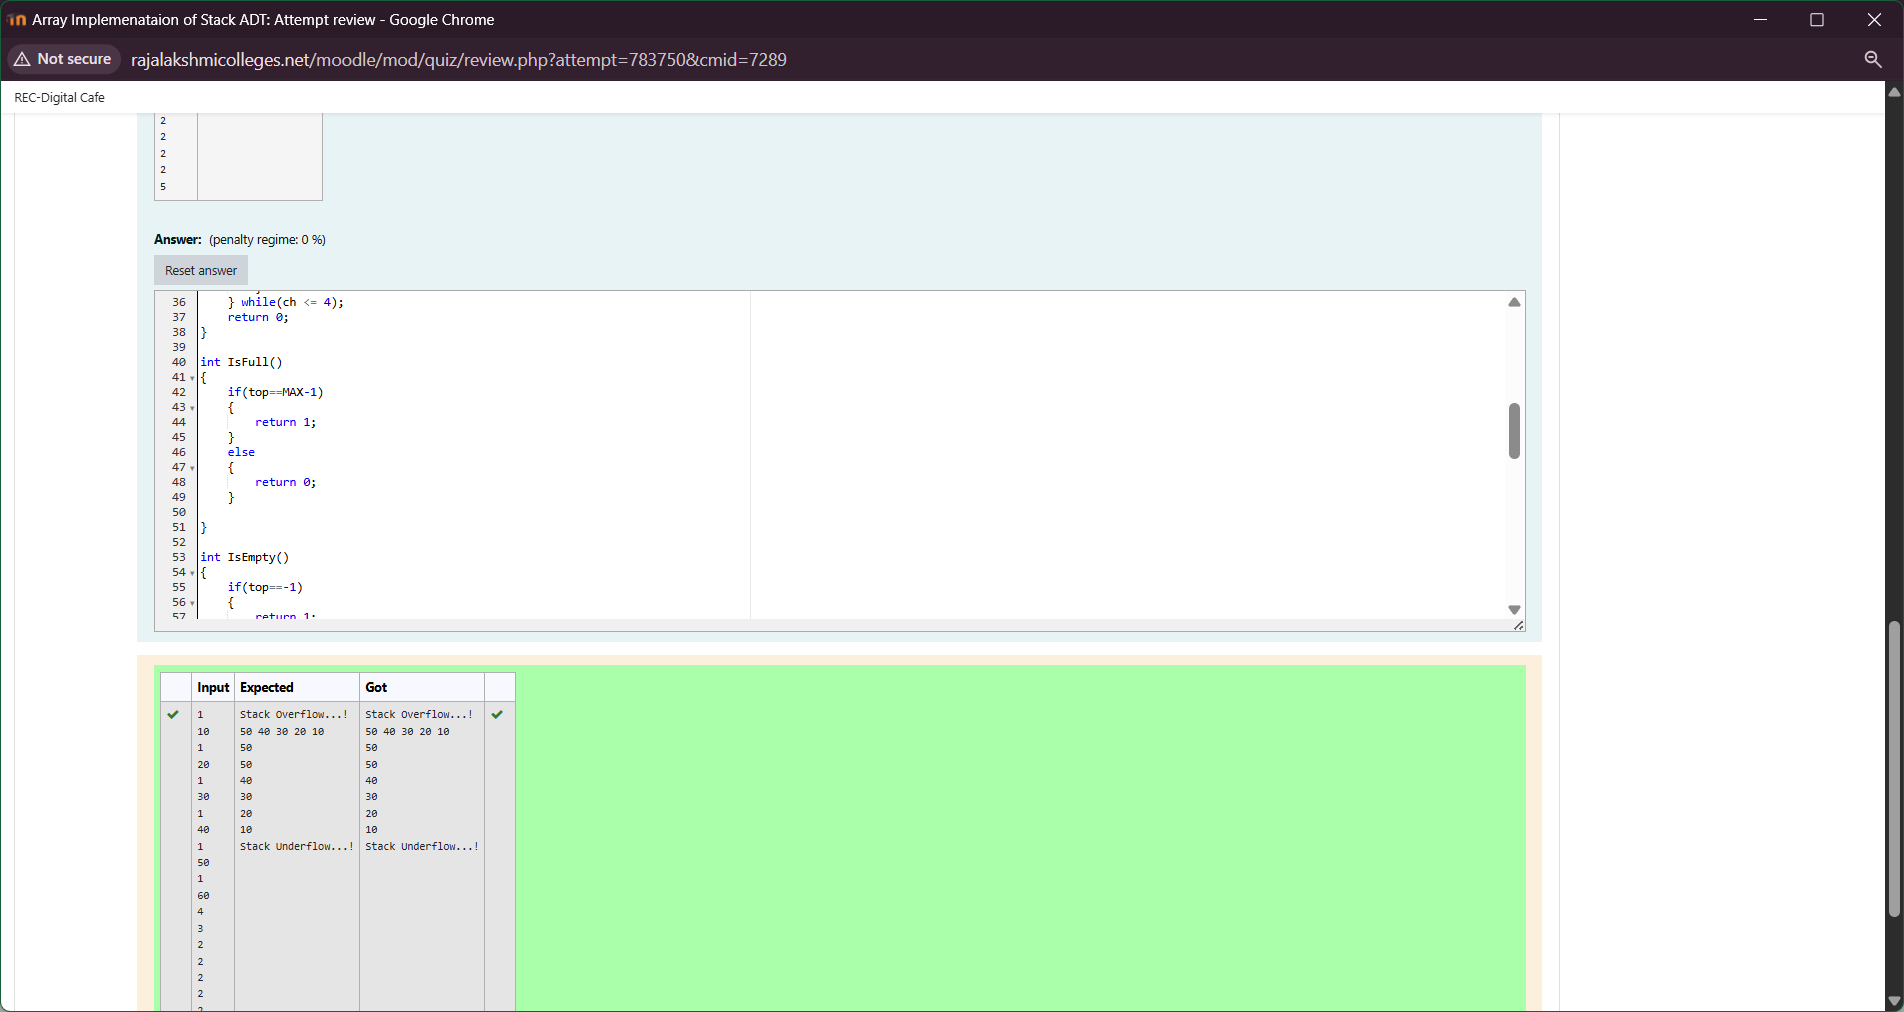 in Array Implemenataion of Stack ADT: Attempt review - Google Chrome
Not secure rajalakshmicolleges.net/moodle/mod/quiz/review.php?attempt=783750&cmid=7289
REC-Digital Cafe
2
2
2
2
5
Answer: (penalty regime: 0 %)
Reset answer
36 } while(ch <= 4);
37 return 0;
38 }
39
40 int IsFull()
41 {
42 if(top==MAX-1)
43 {
44 return 1;
45 }
46 else
47 {
48 return 0;
49 }
50
51 }
52
53 int IsEmpty()
54 {
55 if(top==-1)
56 {
57 return 1;
Input Expected Got
1 Stack Overflow...! Stack Overflow...!
10 50 40 30 20 10 50 40 30 20 10
1 50 50
20 50 50
1 40 40
30 30 30
1 20 20
40 10 10
1 Stack Underflow...! Stack Underflow...!
50
1
60
4
3
2
2
2
2
2